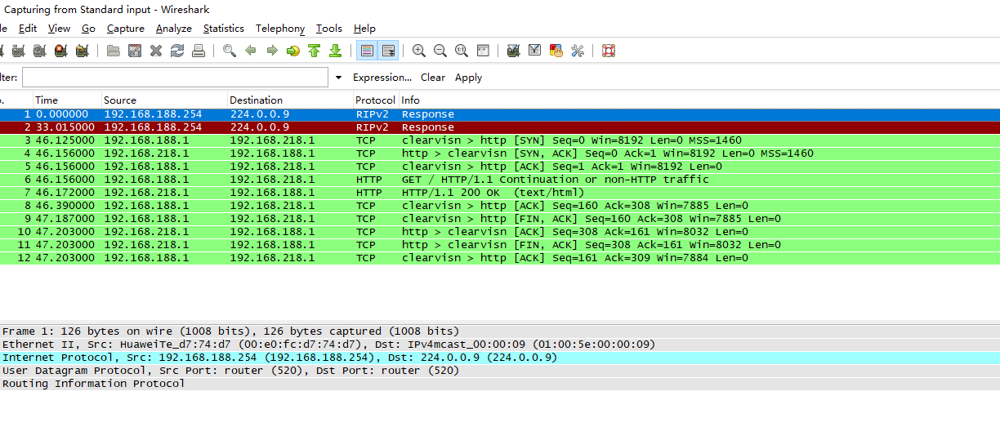 Capturing from Standard input - Wireshark
le Edit View Go Capture Analyze Statistics Telephony Tools Help
lter: Expression... Clear Apply
o. Time Source Destination Protocol Info
1 0.000000 192.168.188.254 224.0.0.9 RIPv2 Response
2 33.015000 192.168.188.254 224.0.0.9 RIPv2 Response
3 46.125000 192.168.188.1 192.168.218.1 TCP clearvisn > http [SYN] Seq=0 Win=8192 Len=0 MSS=1460
4 46.156000 192.168.218.1 192.168.188.1 TCP http > clearvisn [SYN, ACK] Seq=0 Ack=1 Win=8192 Len=0 MSS=1460
5 46.156000 192.168.188.1 192.168.218.1 TCP clearvisn > http [ACK] Seq=1 Ack=1 Win=8192 Len=0
6 46.156000 192.168.188.1 192.168.218.1 HTTP GET / HTTP/1.1 Continuation or non-HTTP traffic
7 46.172000 192.168.218.1 192.168.188.1 HTTP HTTP/1.1 200 OK (text/html)
8 46.390000 192.168.188.1 192.168.218.1 TCP clearvisn > http [ACK] Seq=160 Ack=308 Win=7885 Len=0
9 47.187000 192.168.188.1 192.168.218.1 TCP clearvisn > http [FIN, ACK] Seq=160 Ack=308 Win=7885 Len=0
10 47.203000 192.168.218.1 192.168.188.1 TCP http > clearvisn [ACK] Seq=308 Ack=161 Win=8032 Len=0
11 47.203000 192.168.218.1 192.168.188.1 TCP http > clearvisn [FIN, ACK] Seq=308 Ack=161 Win=8032 Len=0
12 47.203000 192.168.188.1 192.168.218.1 TCP clearvisn > http [ACK] Seq=161 Ack=309 Win=7884 Len=0
Frame 1: 126 bytes on wire (1008 bits), 126 bytes captured (1008 bits)
Ethernet II, Src: HuaweiTe_d7:74:d7 (00:e0:fc:d7:74:d7), Dst: IPv4mcast_00:00:09 (01:00:5e:00:00:09)
Internet Protocol, Src: 192.168.188.254 (192.168.188.254), Dst: 224.0.0.9 (224.0.0.9)
User Datagram Protocol, Src Port: router (520), Dst Port: router (520)
Routing Information Protocol